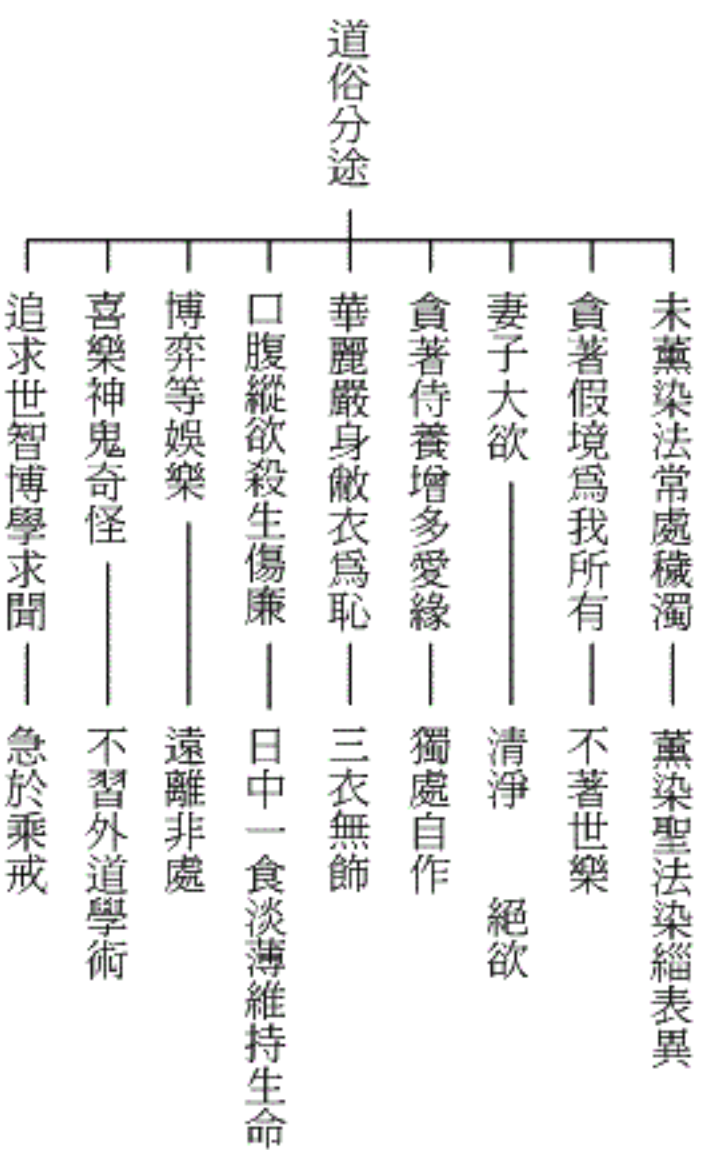 道俗分途
未薰染法常處穢濁
薰染聖法染緇表異
貪著假境為我所有
不著世樂
妻子大欲
清淨　絕欲
貪著侍養增多愛緣
獨處自作
華麗嚴身敝衣為恥
三衣無飾
口腹縱欲殺生傷廉
日中一食淡薄維持生命
博弈等娛樂
遠離非處
喜樂神鬼奇怪
不習外道學術
追求世智博學求聞
急於乘戒